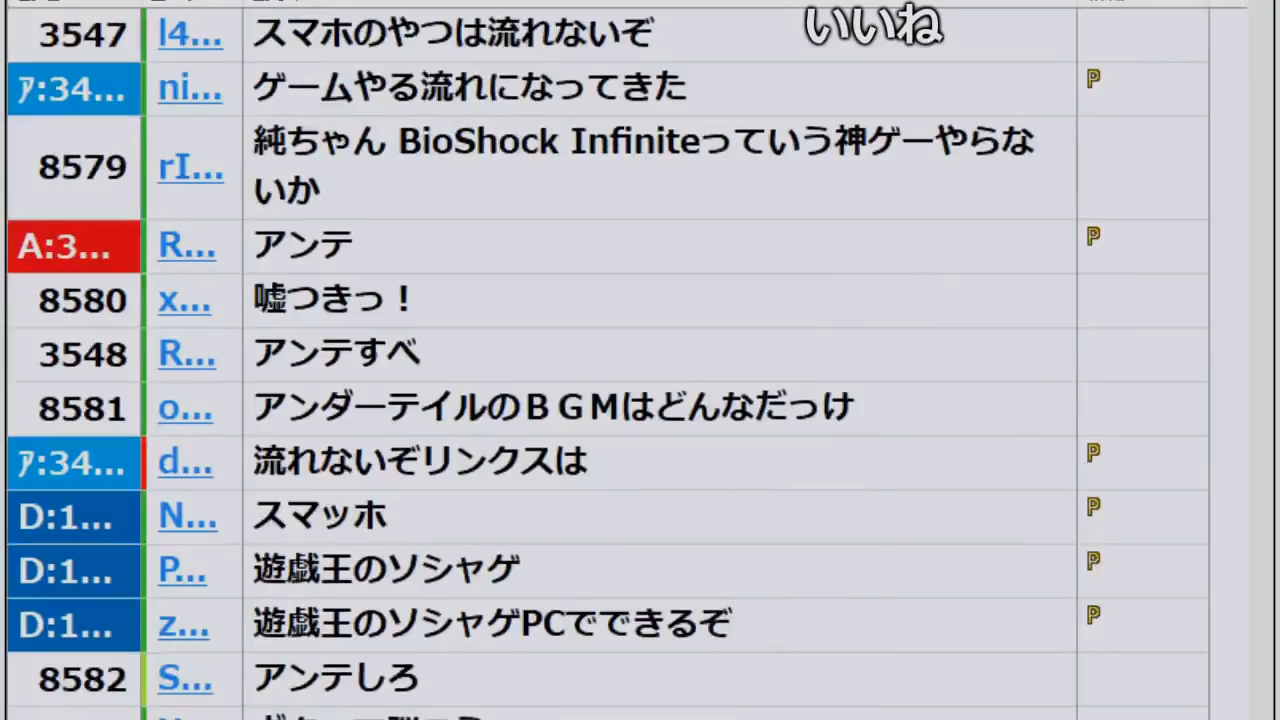 いいね
3547 l4... スマホのやつは流れないぞ
ｱ:34... ni... ゲームやる流れになってきた P
8579 rI... 純ちゃん BioShock Infiniteっていう神ゲーやらな
いか
A:3... R... アンテ P
8580 x... 嘘つきっ！
3548 R... アンテすべ
8581 o... アンダーテイルのＢＧＭはどんなだっけ
ｱ:34... d... 流れないぞリンクスは P
D:1... N... スマッホ P
D:1... P... 遊戯王のソシャゲ P
D:1... z... 遊戯王のソシャゲPCでできるぞ P
8582 S... アンテしろ